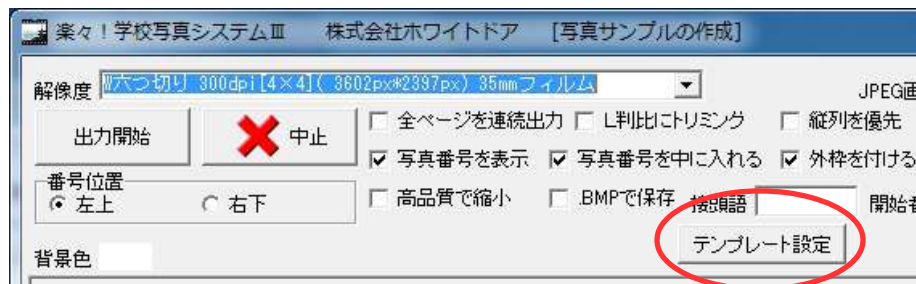 楽々！学校写真システムⅢ 株式会社ホワイトドア [写真サンプルの作成]
解像度 W六つ切り 300dpi[4×4]( 3602px*2397px) 35mmフィルム JPEG画
出力開始 中止 全ページを連続出力 L判比にトリミング 縦列を優先
写真番号を表示 写真番号を中に入れる 外枠を付ける
番号位置
左上 右下 高品質で縮小 .BMPで保存 接頭語 開始番
テンプレート設定
背景色